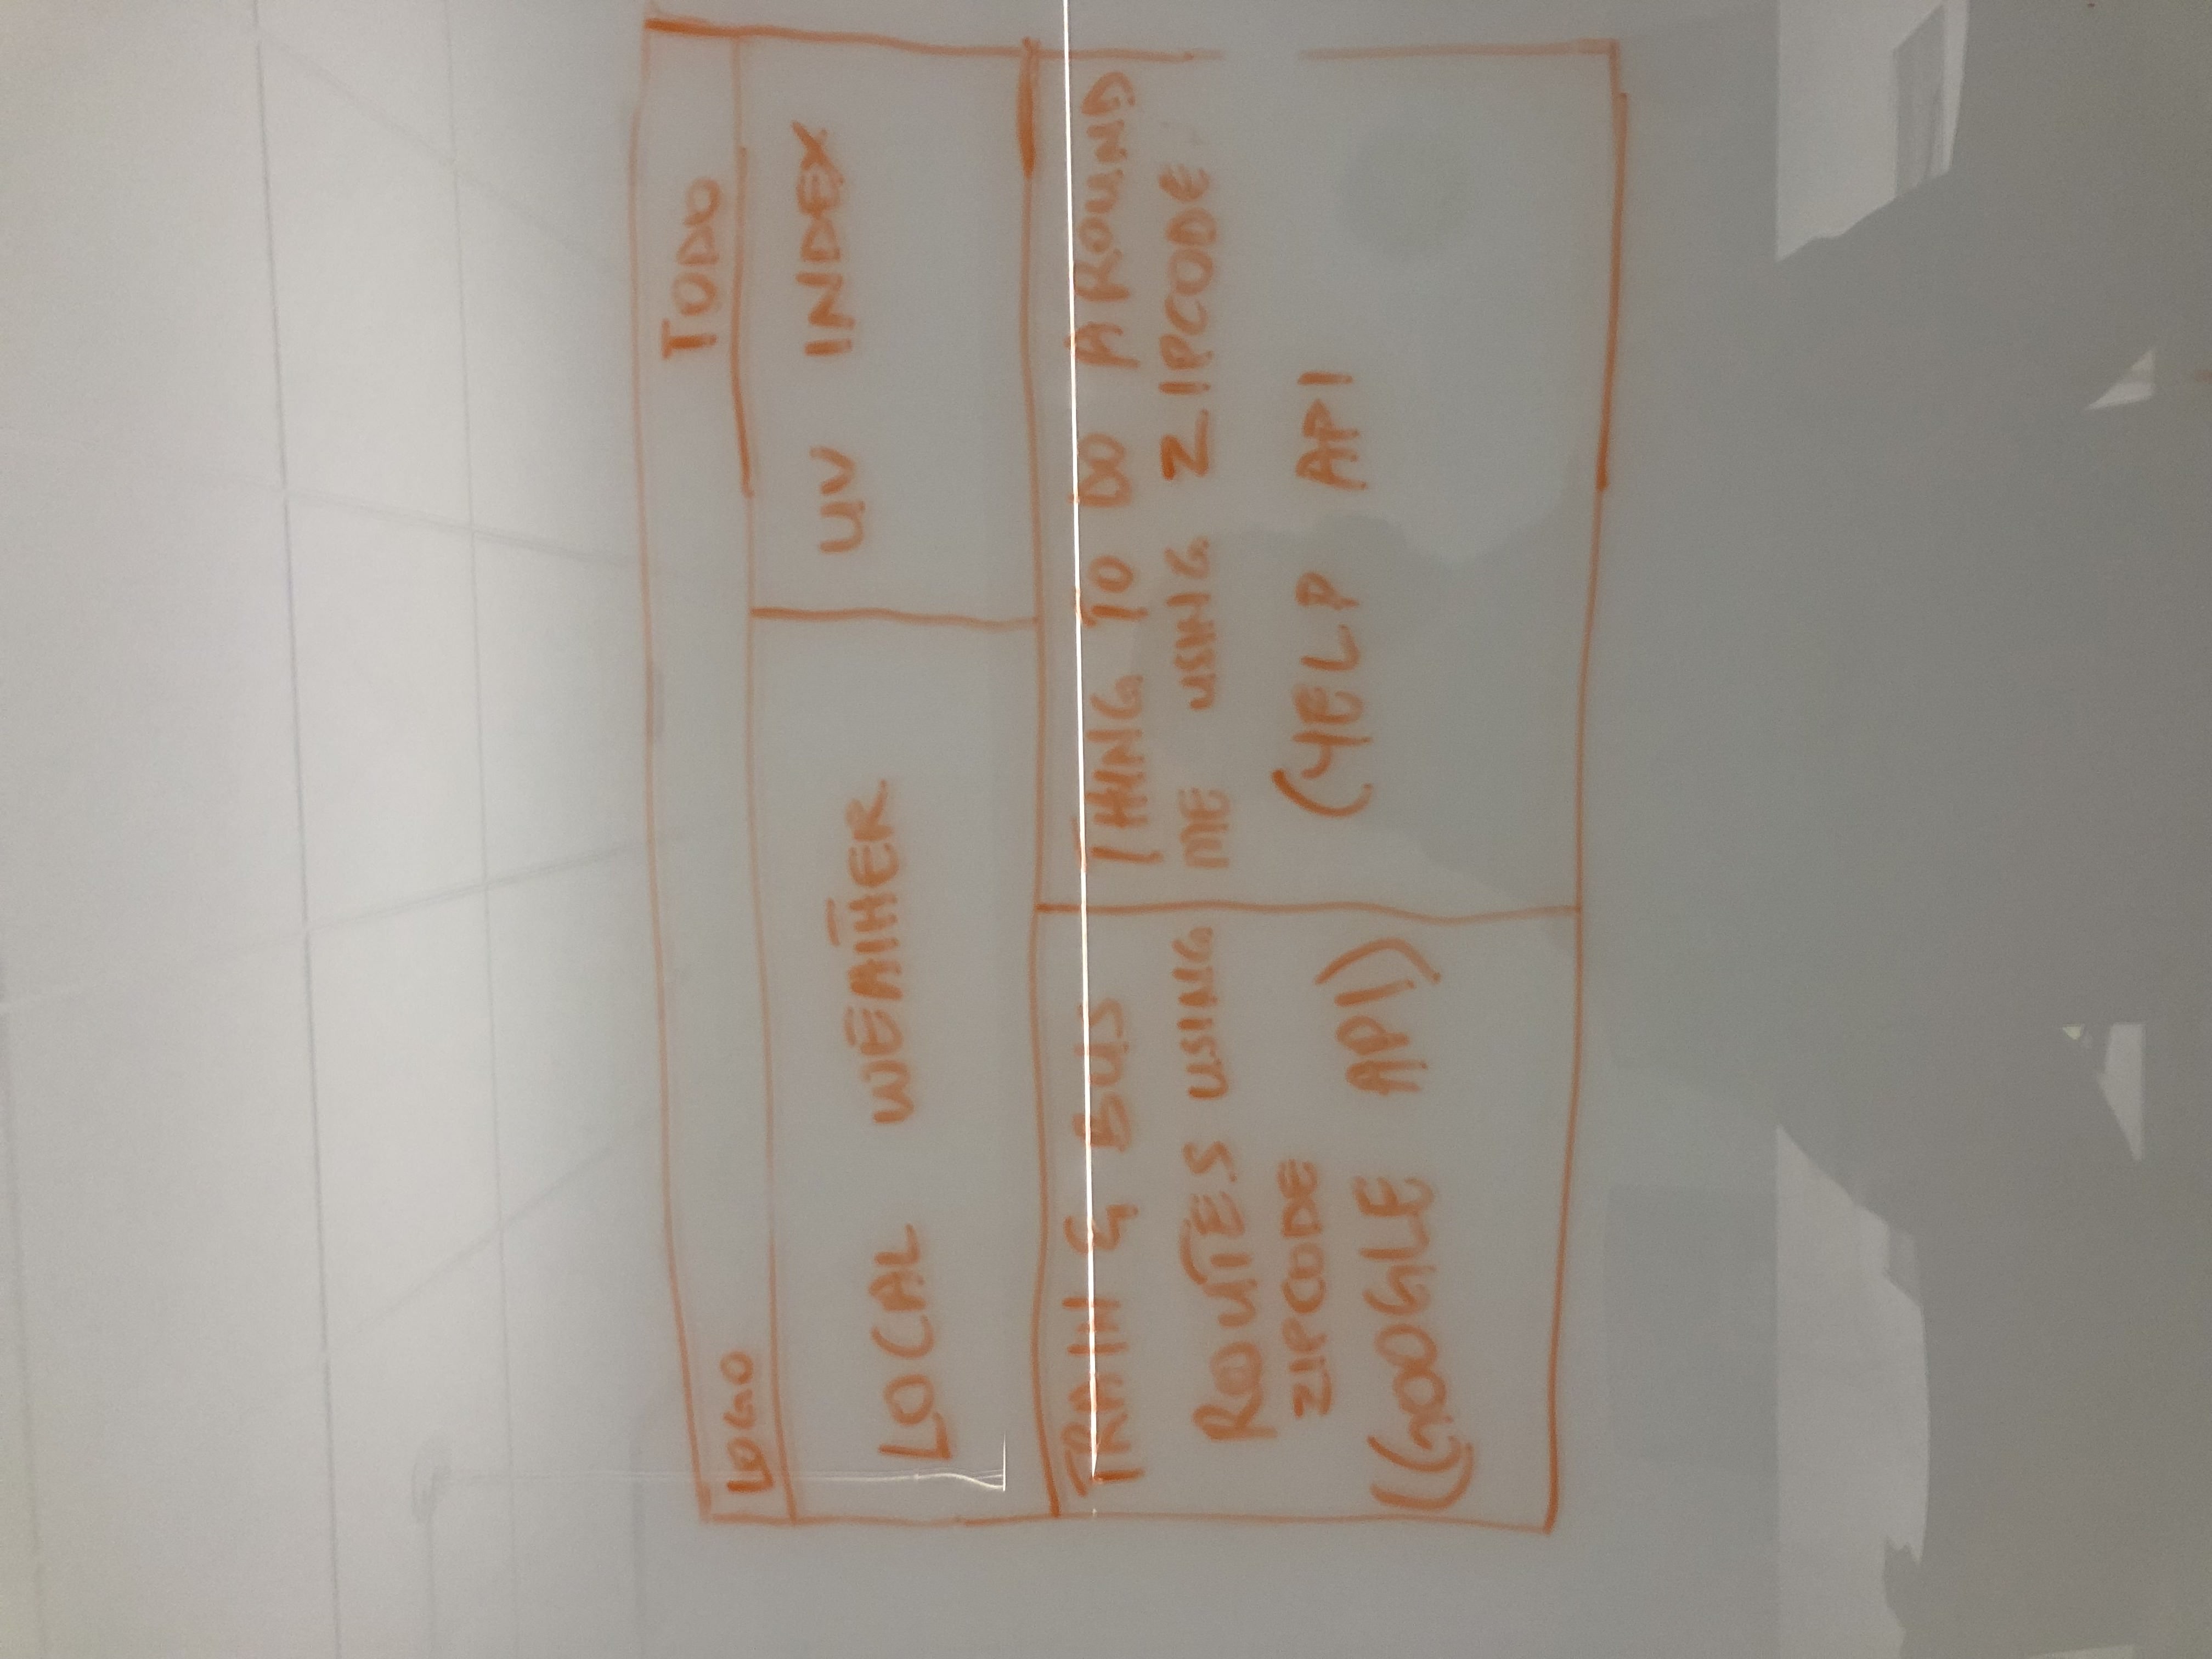 LOGO
TODO
LOCAL WEATHER
UV INDEX
TRAIN & BUS
ROUTES USING
ZIPCODE
(GOOGLE API)
THING TO DO AROUND
ME USING ZIPCODE
(YELP API